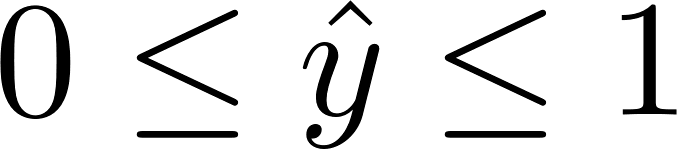 0 ≤ ŷ ≤ 1